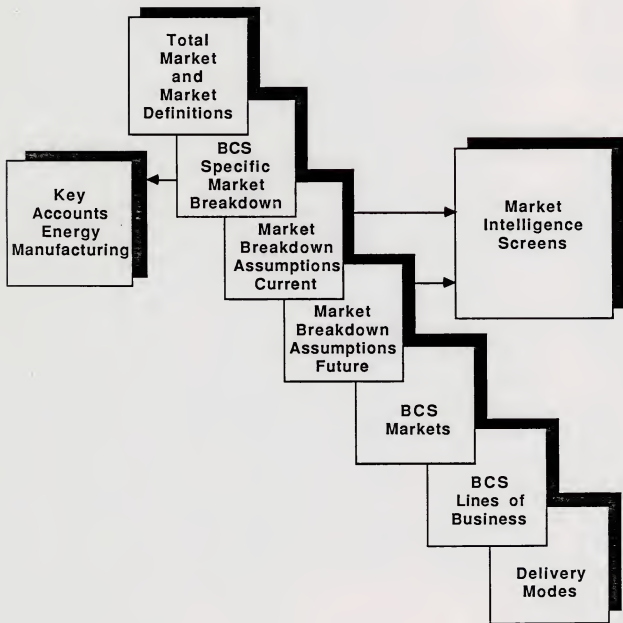 Total
Market
and
Market
Definitions
BCS
Specific
Market
Breakdown
Key
Accounts
Energy
Manufacturing
Market
Breakdown
Assumptions
Current
Market
Intelligence
Screens
Market
Breakdown
Assumptions
Future
BCS
Markets
BCS
Lines of
Business
Delivery
Modes